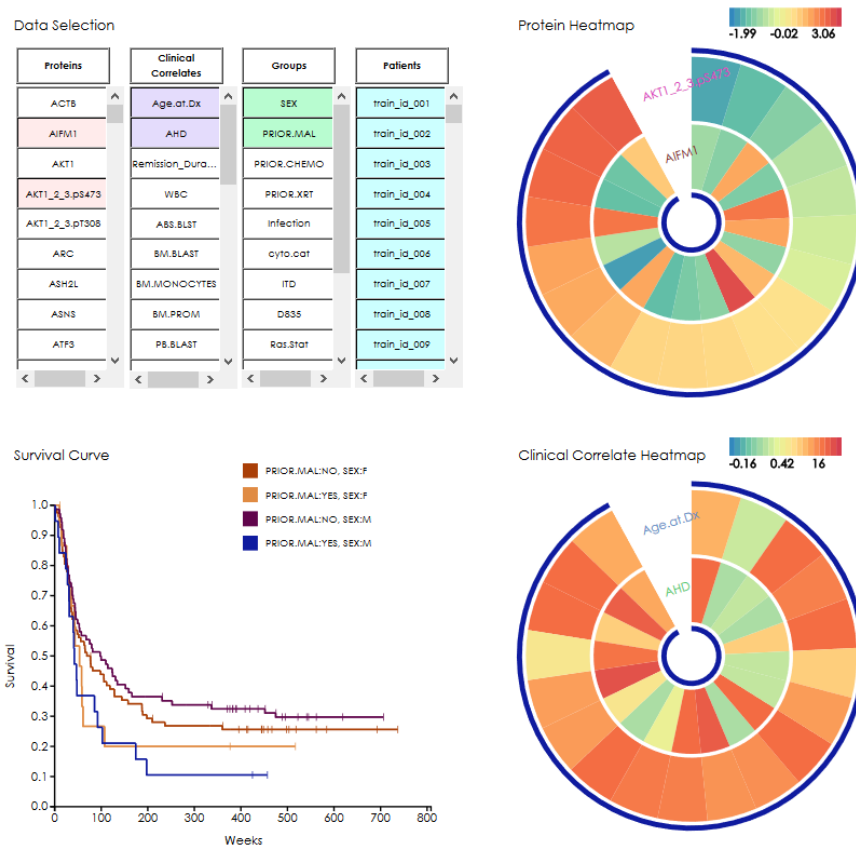 Data Selection
Proteins
Clinical
Correlates
Groups
Patients
ACTB
Age.at.Dx
SEX
train_id_001
AIFM1
AHD
PRIOR.MAL
train_id_002
AKT1
Remission_Dura...
PRIOR.CHEMO
train_id_003
AKT1_2_3.pS473
WBC
PRIOR.XRT
train_id_004
AKT1_2_3.pT308
ABS.BLST
Infection
train_id_005
ARC
BM.BLAST
cyto.cat
train_id_006
ASH2L
BM.MONOCYTES
ITD
train_id_007
ASNS
BM.PROM
D835
train_id_008
ATF3
PB.BLAST
Ras.Stat
train_id_009
Protein Heatmap
-1.99 -0.02 3.06
AKT1_2_3.pS473
AIFM1
Survival Curve
PRIOR.MAL:NO, SEX:F
PRIOR.MAL:YES, SEX:F
PRIOR.MAL:NO, SEX:M
PRIOR.MAL:YES, SEX:M
1.0
0.9
0.8
0.7
0.6
0.5
0.4
0.3
0.2
0.1
0.0
Survival
0 100 200 300 400 500 600 700 800
Weeks
Clinical Correlate Heatmap
-0.16 0.42 16
Age.at.Dx
AHD